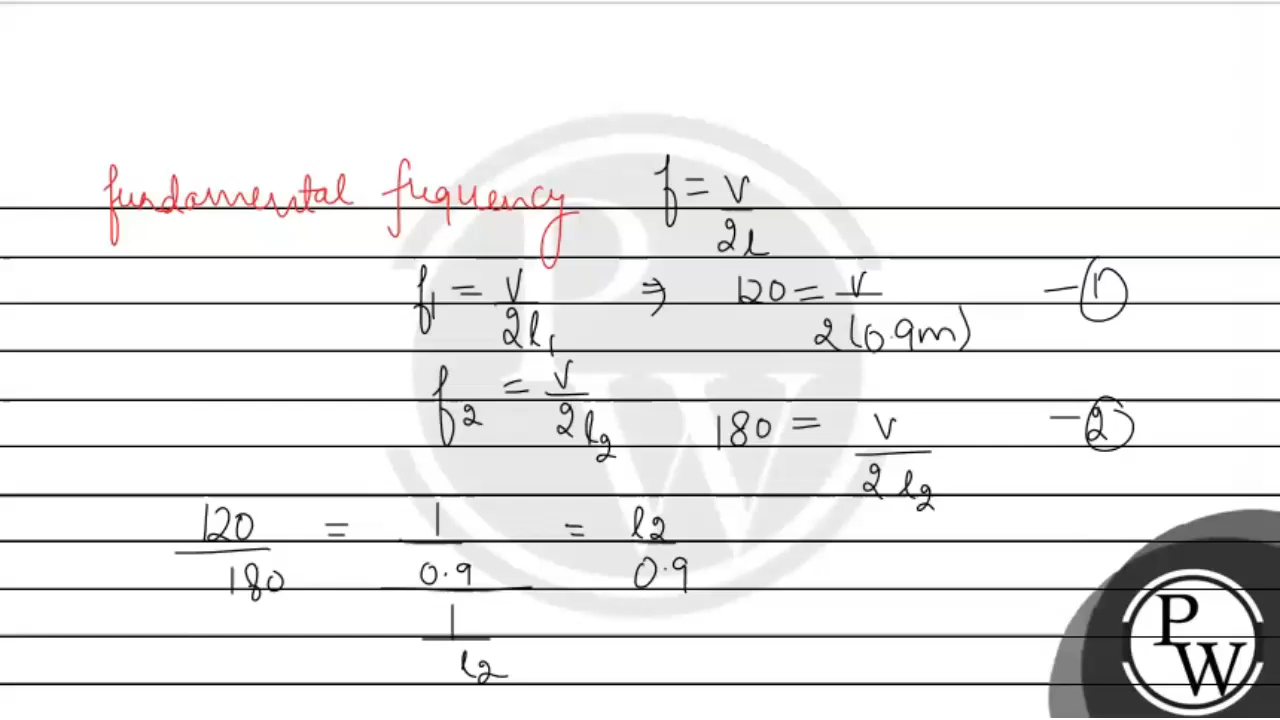 fundamental frequency f = v/2l
f1 = v/2l1 ⇒ 120 = v/2(0.9m) -①
f2 = v/2l2 180 = v/2l2 -②
120/180 = (1/0.9)/(1/l2) = l2/0.9
P
W
P
W